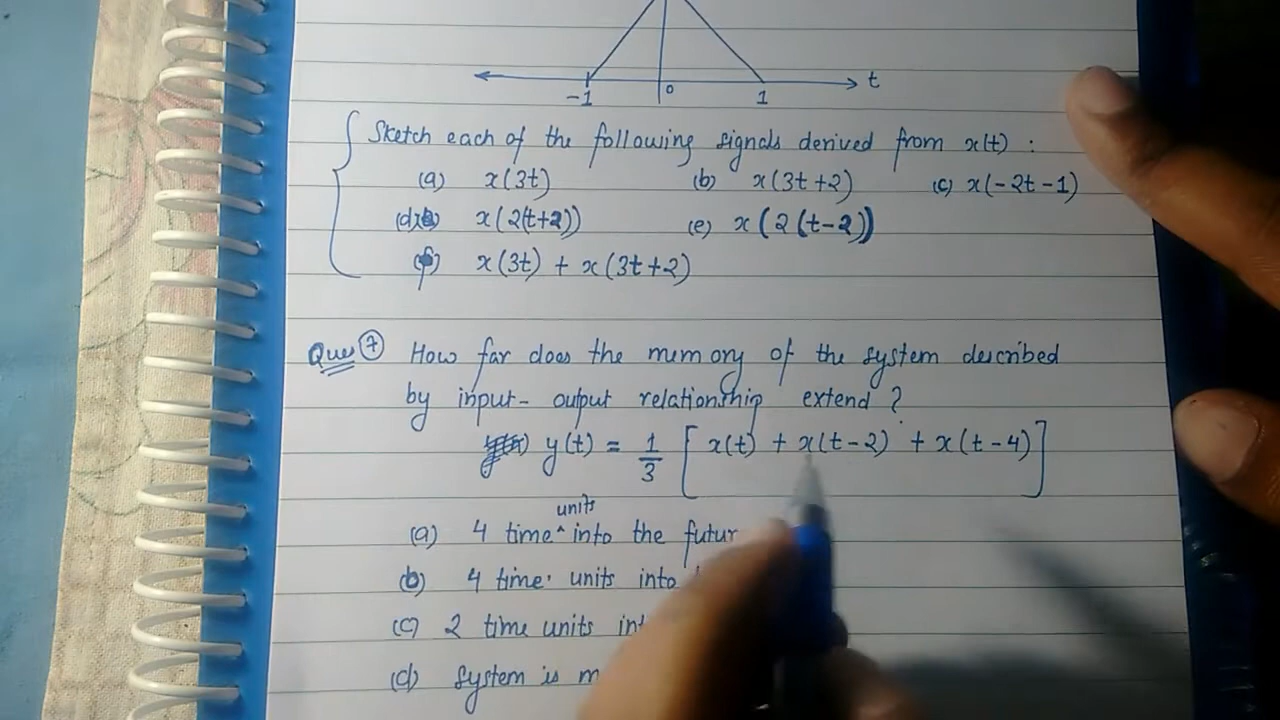 -1 0 1 t
Sketch each of the following signals derived from x(t) :
(a) x(3t) (b) x(3t+2) (c) x(-2t-1)
(d) x(2(t+2)) (e) x(2(t-2))
(f) x(3t) + x(3t+2)
Ques 7 How far does the memory of the system described
by input-output relationship extend ?
y(t) = 1/3 [ x(t) + x(t-2) + x(t-4) ]
units
(a) 4 time ^ into the futur
(b) 4 time units into
(c) 2 time units int
(d) system is m